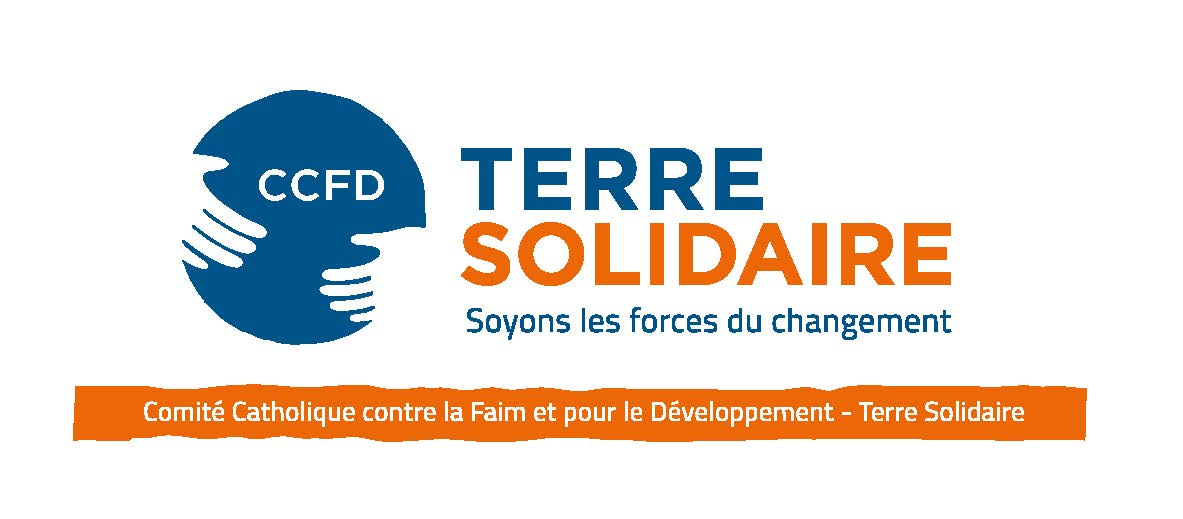 CCFD
TERRE
SOLIDAIRE
Soyons les forces du changement
Comité Catholique contre la Faim et pour le Développement - Terre Solidaire